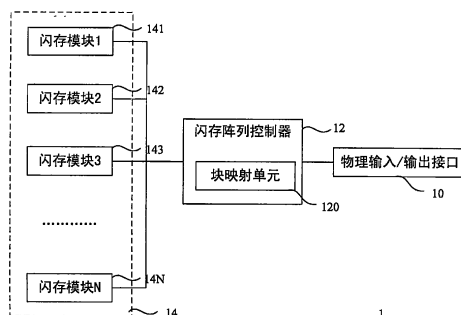 闪存模块1
141
闪存模块2
142
闪存模块3
143
…………
闪存模块N
14N
14
闪存阵列控制器
12
块映射单元
120
物理输入/输出接口
10
1